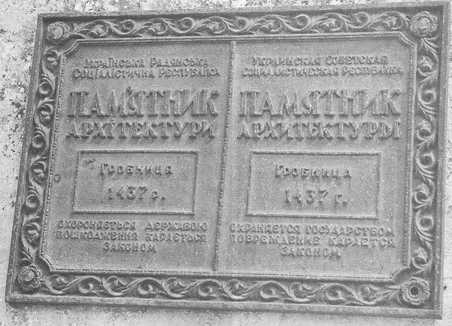 Українська Радянська
Соціалістична Республіка
ПАМ'ЯТНИК
АРХІТЕКТУРИ
Гробниця
1437 р.
ОХОРОНЯЄТЬСЯ ДЕРЖАВОЮ
ПОШКОДЖЕННЯ КАРАЄТЬСЯ
ЗАКОНОМ
Украинская Советская
Социалистическая Республика
ПАМЯТНИК
АРХИТЕКТУРЫ
Гробница
1437 г.
ОХРАНЯЕТСЯ ГОСУДАРСТВОМ
ПОВРЕЖДЕНИЕ КАРАЕТСЯ
ЗАКОНОМ